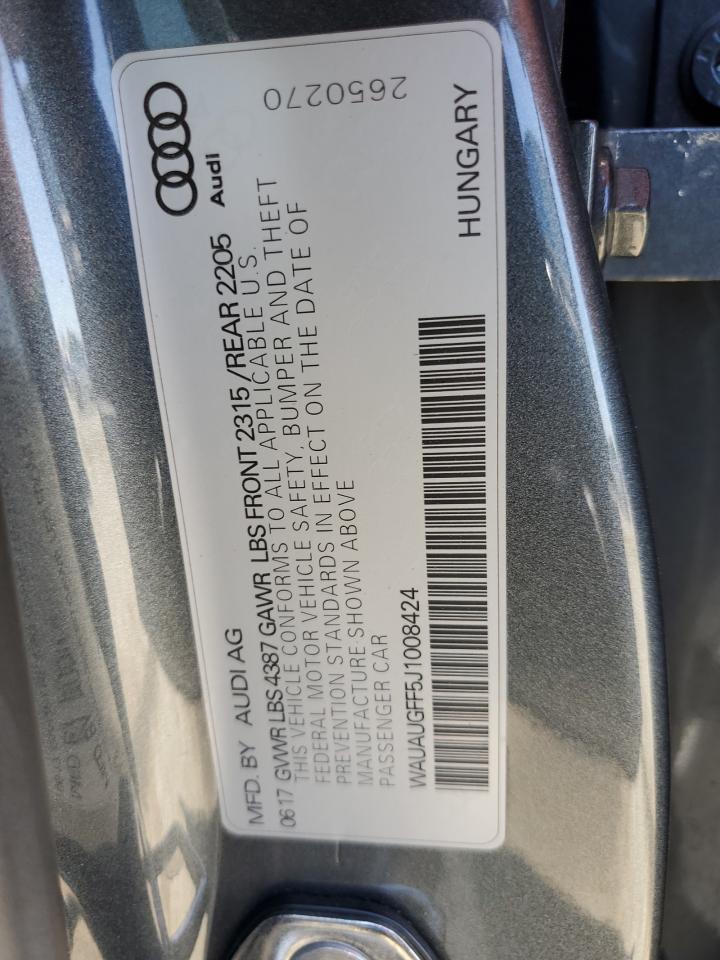 Audi
2650270
MFD. BY AUDI AG
0617 GVWR LBS 4387 GAWR LBS FRONT 2315 /REAR 2205
THIS VEHICLE CONFORMS TO ALL APPLICABLE U.S.
FEDERAL MOTOR VEHICLE SAFETY, BUMPER AND THEFT
PREVENTION STANDARDS IN EFFECT ON THE DATE OF
MANUFACTURE SHOWN ABOVE
PASSENGER CAR
WAUAUGFF5J1008424
HUNGARY